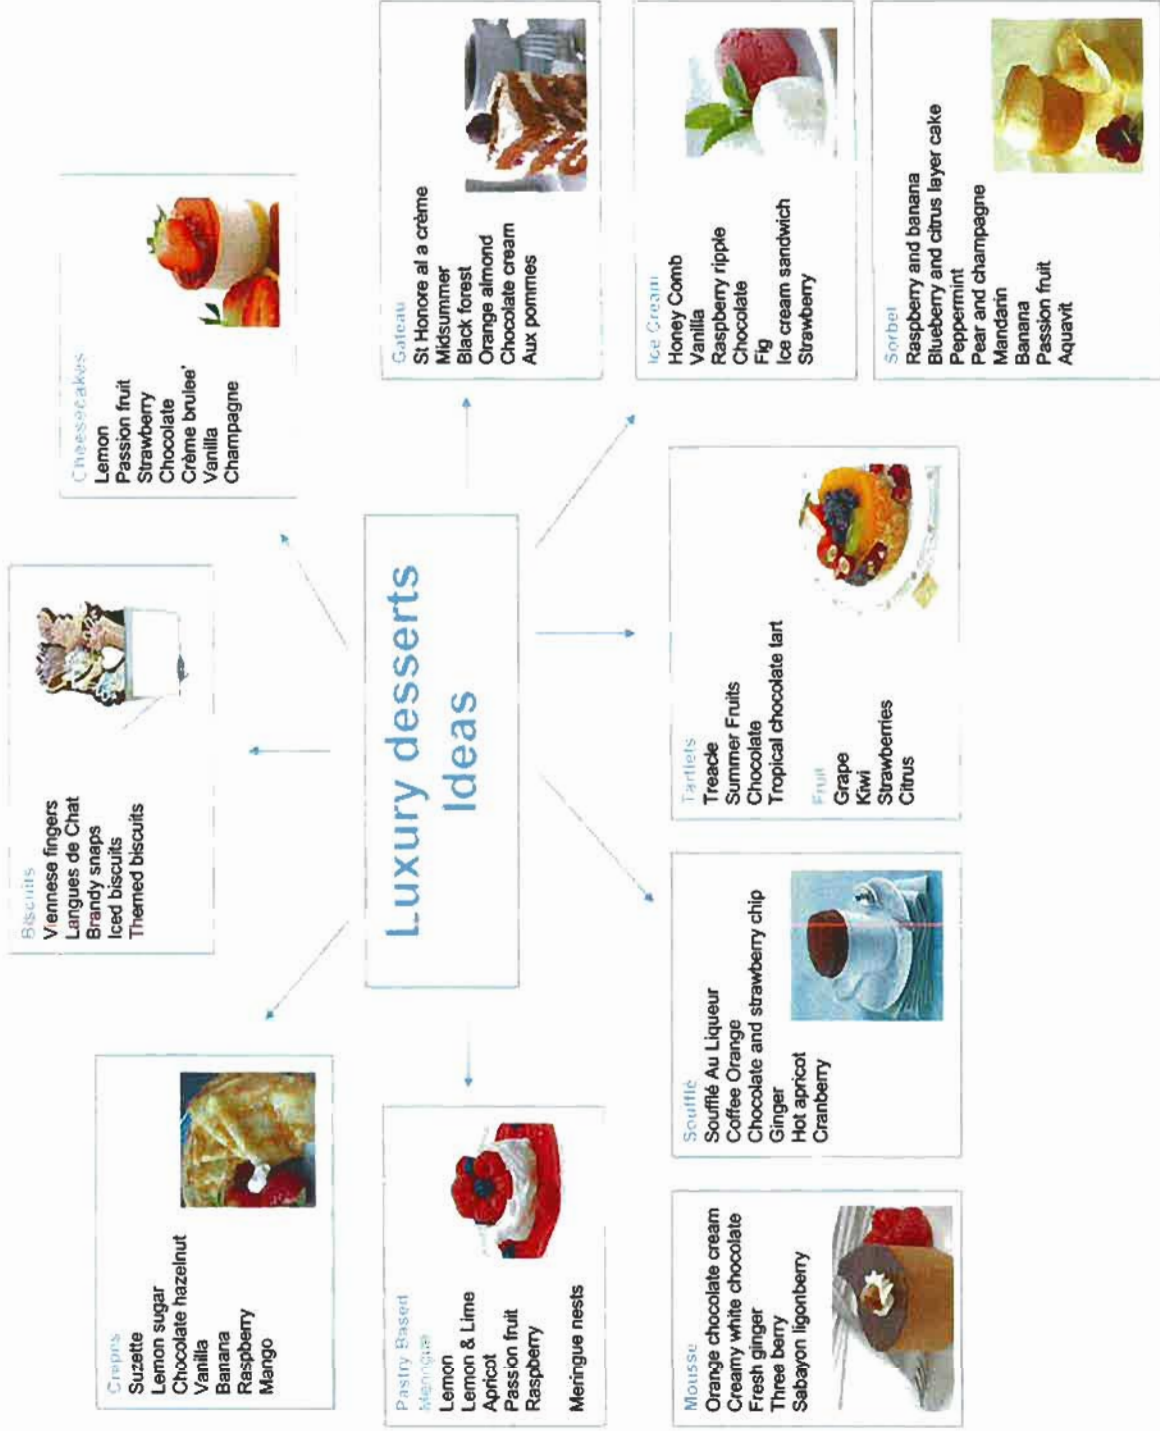 Luxury desserts
Ideas
Crepes
Suzette
Lemon sugar
Chocolate hazelnut
Vanilla
Banana
Raspberry
Mango
Biscuits
Viennese fingers
Langues de Chat
Brandy snaps
Iced biscuits
Themed biscuits
Cheesecakes
Lemon
Passion fruit
Strawberry
Chocolate
Crème brulee'
Vanilla
Champagne
Pastry Based
Meringue
Lemon
Lemon & Lime
Apricot
Passion fruit
Raspberry
Meringue nests
Gateau
St Honore al a crème
Midsummer
Black forest
Orange almond
Chocolate cream
Aux pommes
Mousse
Orange chocolate cream
Creamy white chocolate
Fresh ginger
Three berry
Sabayon ligonberry
Soufflé
Soufflé Au Liqueur
Coffee Orange
Chocolate and strawberry chip
Ginger
Hot apricot
Cranberry
Tartlets
Treacle
Summer Fruits
Chocolate
Tropical chocolate tart
Fruit
Grape
Kiwi
Strawberries
Citrus
Ice Cream
Honey Comb
Vanilla
Raspberry ripple
Chocolate
Fig
Ice cream sandwich
Strawberry
Sorbet
Raspberry and banana
Blueberry and citrus layer cake
Peppermint
Pear and champagne
Mandarin
Banana
Passion fruit
Aquavit